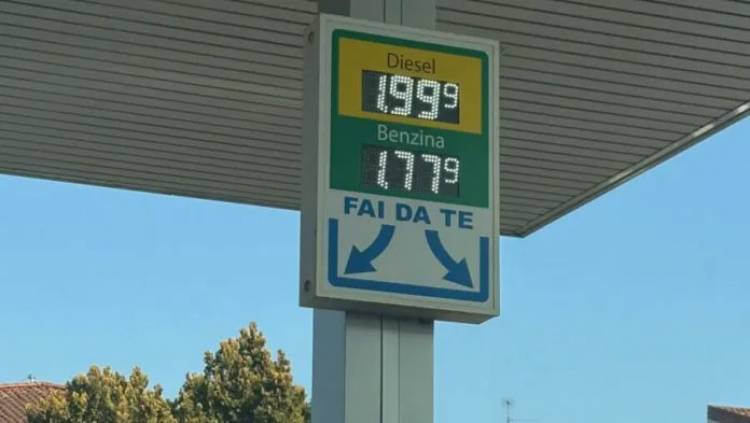 Diesel
1.999
Benzina
1.779
FAI DA TE